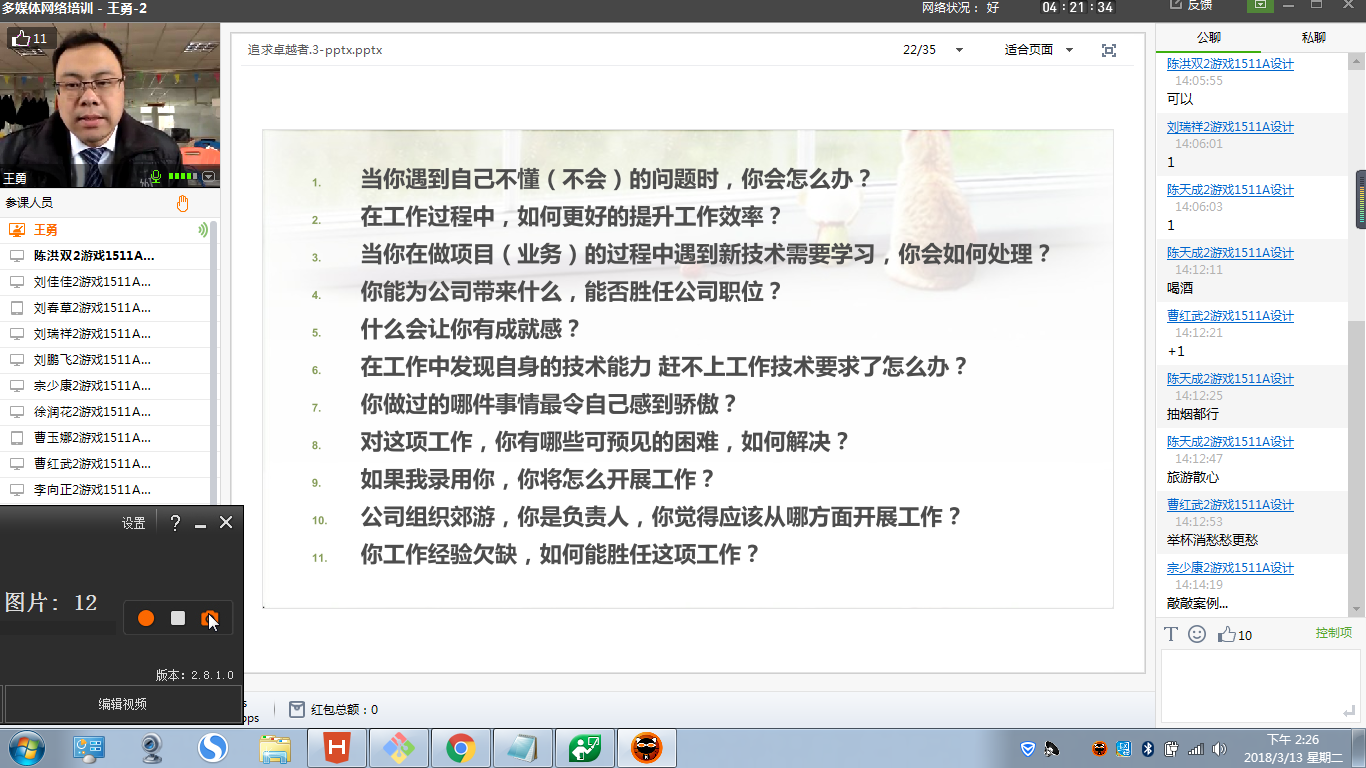 多媒体网络培训 - 王勇-2
网络状况： 好
04:21:34
反馈
11
王勇
参课人员
王勇
陈洪双2游戏1511A...
刘佳佳2游戏1511A...
刘春草2游戏1511A...
刘瑞祥2游戏1511A...
刘鹏飞2游戏1511A...
宗少康2游戏1511A...
徐润花2游戏1511A...
曹玉娜2游戏1511A...
曹红武2游戏1511A...
李向正2游戏1511A...
设置
?
图片: 12
版本: 2.8.1.0
编辑视频
追求卓越者.3-pptx.pptx
22/35
适合页面
1. 当你遇到自己不懂（不会）的问题时，你会怎么办？
2. 在工作过程中，如何更好的提升工作效率？
3. 当你在做项目（业务）的过程中遇到新技术需要学习，你会如何处理？
4. 你能为公司带来什么，能否胜任公司职位？
5. 什么会让你有成就感？
6. 在工作中发现自身的技术能力 赶不上工作技术要求了怎么办？
7. 你做过的哪件事情最令自己感到骄傲？
8. 对这项工作，你有哪些可预见的困难，如何解决？
9. 如果我录用你，你将怎么开展工作？
10. 公司组织郊游，你是负责人，你觉得应该从哪方面开展工作？
11. 你工作经验欠缺，如何能胜任这项工作？
红包总额：0
公聊
私聊
陈洪双2游戏1511A设计
14:05:55
可以
刘瑞祥2游戏1511A设计
14:06:01
1
陈天成2游戏1511A设计
14:06:03
1
陈天成2游戏1511A设计
14:12:11
喝酒
曹红武2游戏1511A设计
14:12:21
+1
陈天成2游戏1511A设计
14:12:25
抽烟都行
陈天成2游戏1511A设计
14:12:47
旅游散心
曹红武2游戏1511A设计
14:12:53
举杯消愁愁更愁
宗少康2游戏1511A设计
14:14:19
敲敲案例...
10
控制项
下午 2:26
2018/3/13 星期二